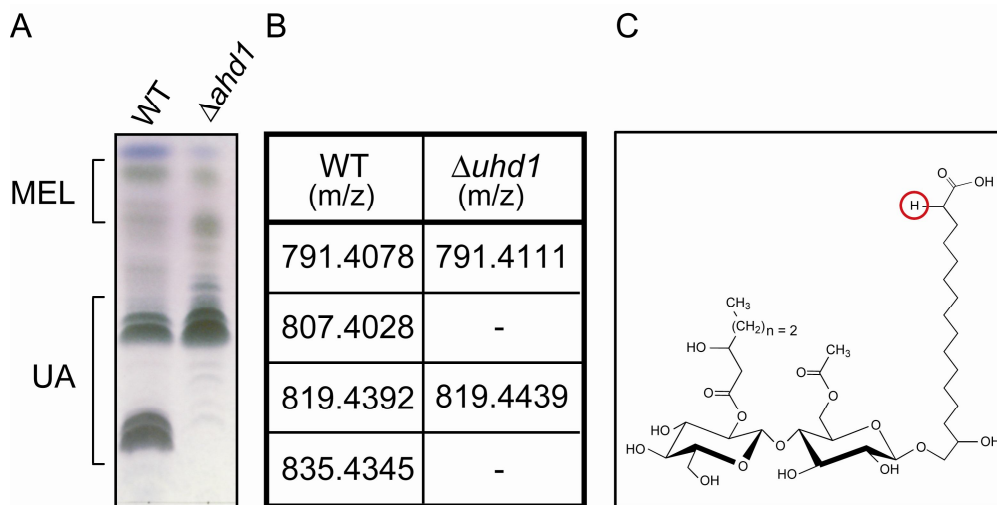 A
B
C
WT
Δahd1
MEL
UA
WT
(m/z)
Δuhd1
(m/z)
791.4078
791.4111
807.4028
-
819.4392
819.4439
835.4345
-
O
OH
H
CH3
(CH2)n = 2
HO
O
O
O
CH3
O
HO
HO
O
OH
O
O
HO
OH
O
OH